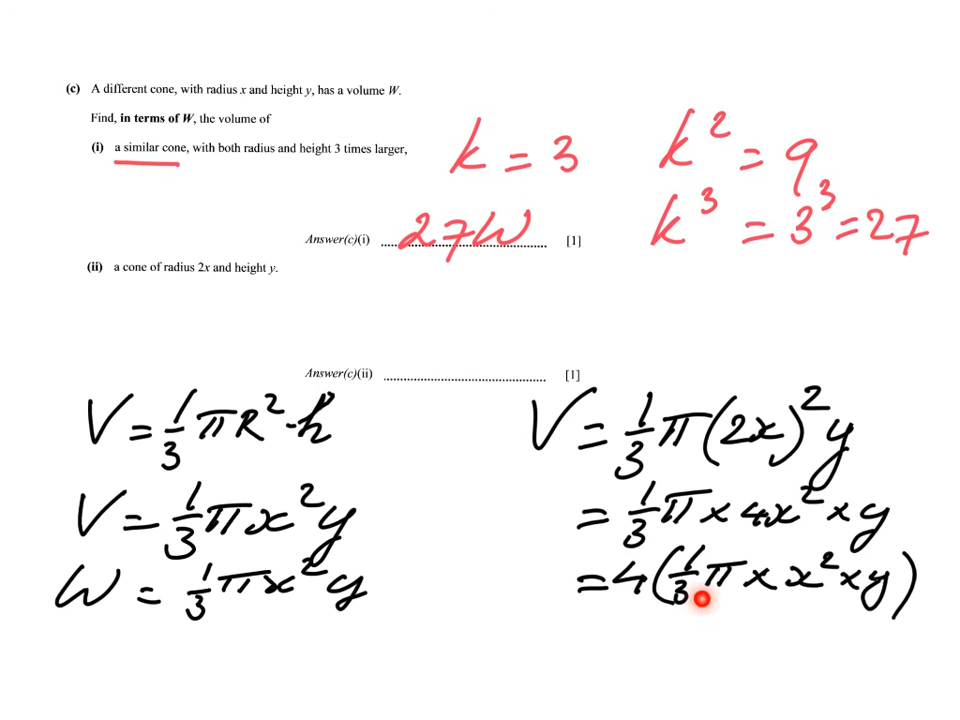 (c) A different cone, with radius x and height y, has a volume W.
Find, in terms of W, the volume of
(i) a similar cone, with both radius and height 3 times larger,
k = 3
k² = 9
k³ = 3³ = 27
Answer(c)(i) 27W [1]
(ii) a cone of radius 2x and height y.
Answer(c)(ii) ................................................ [1]
V = 1/3 πR²·h
V = 1/3 πx²y
W = 1/3 πx²y
V = 1/3 π(2x)²y
= 1/3 π × 4x² × y
= 4(1/3 π × x² × y)